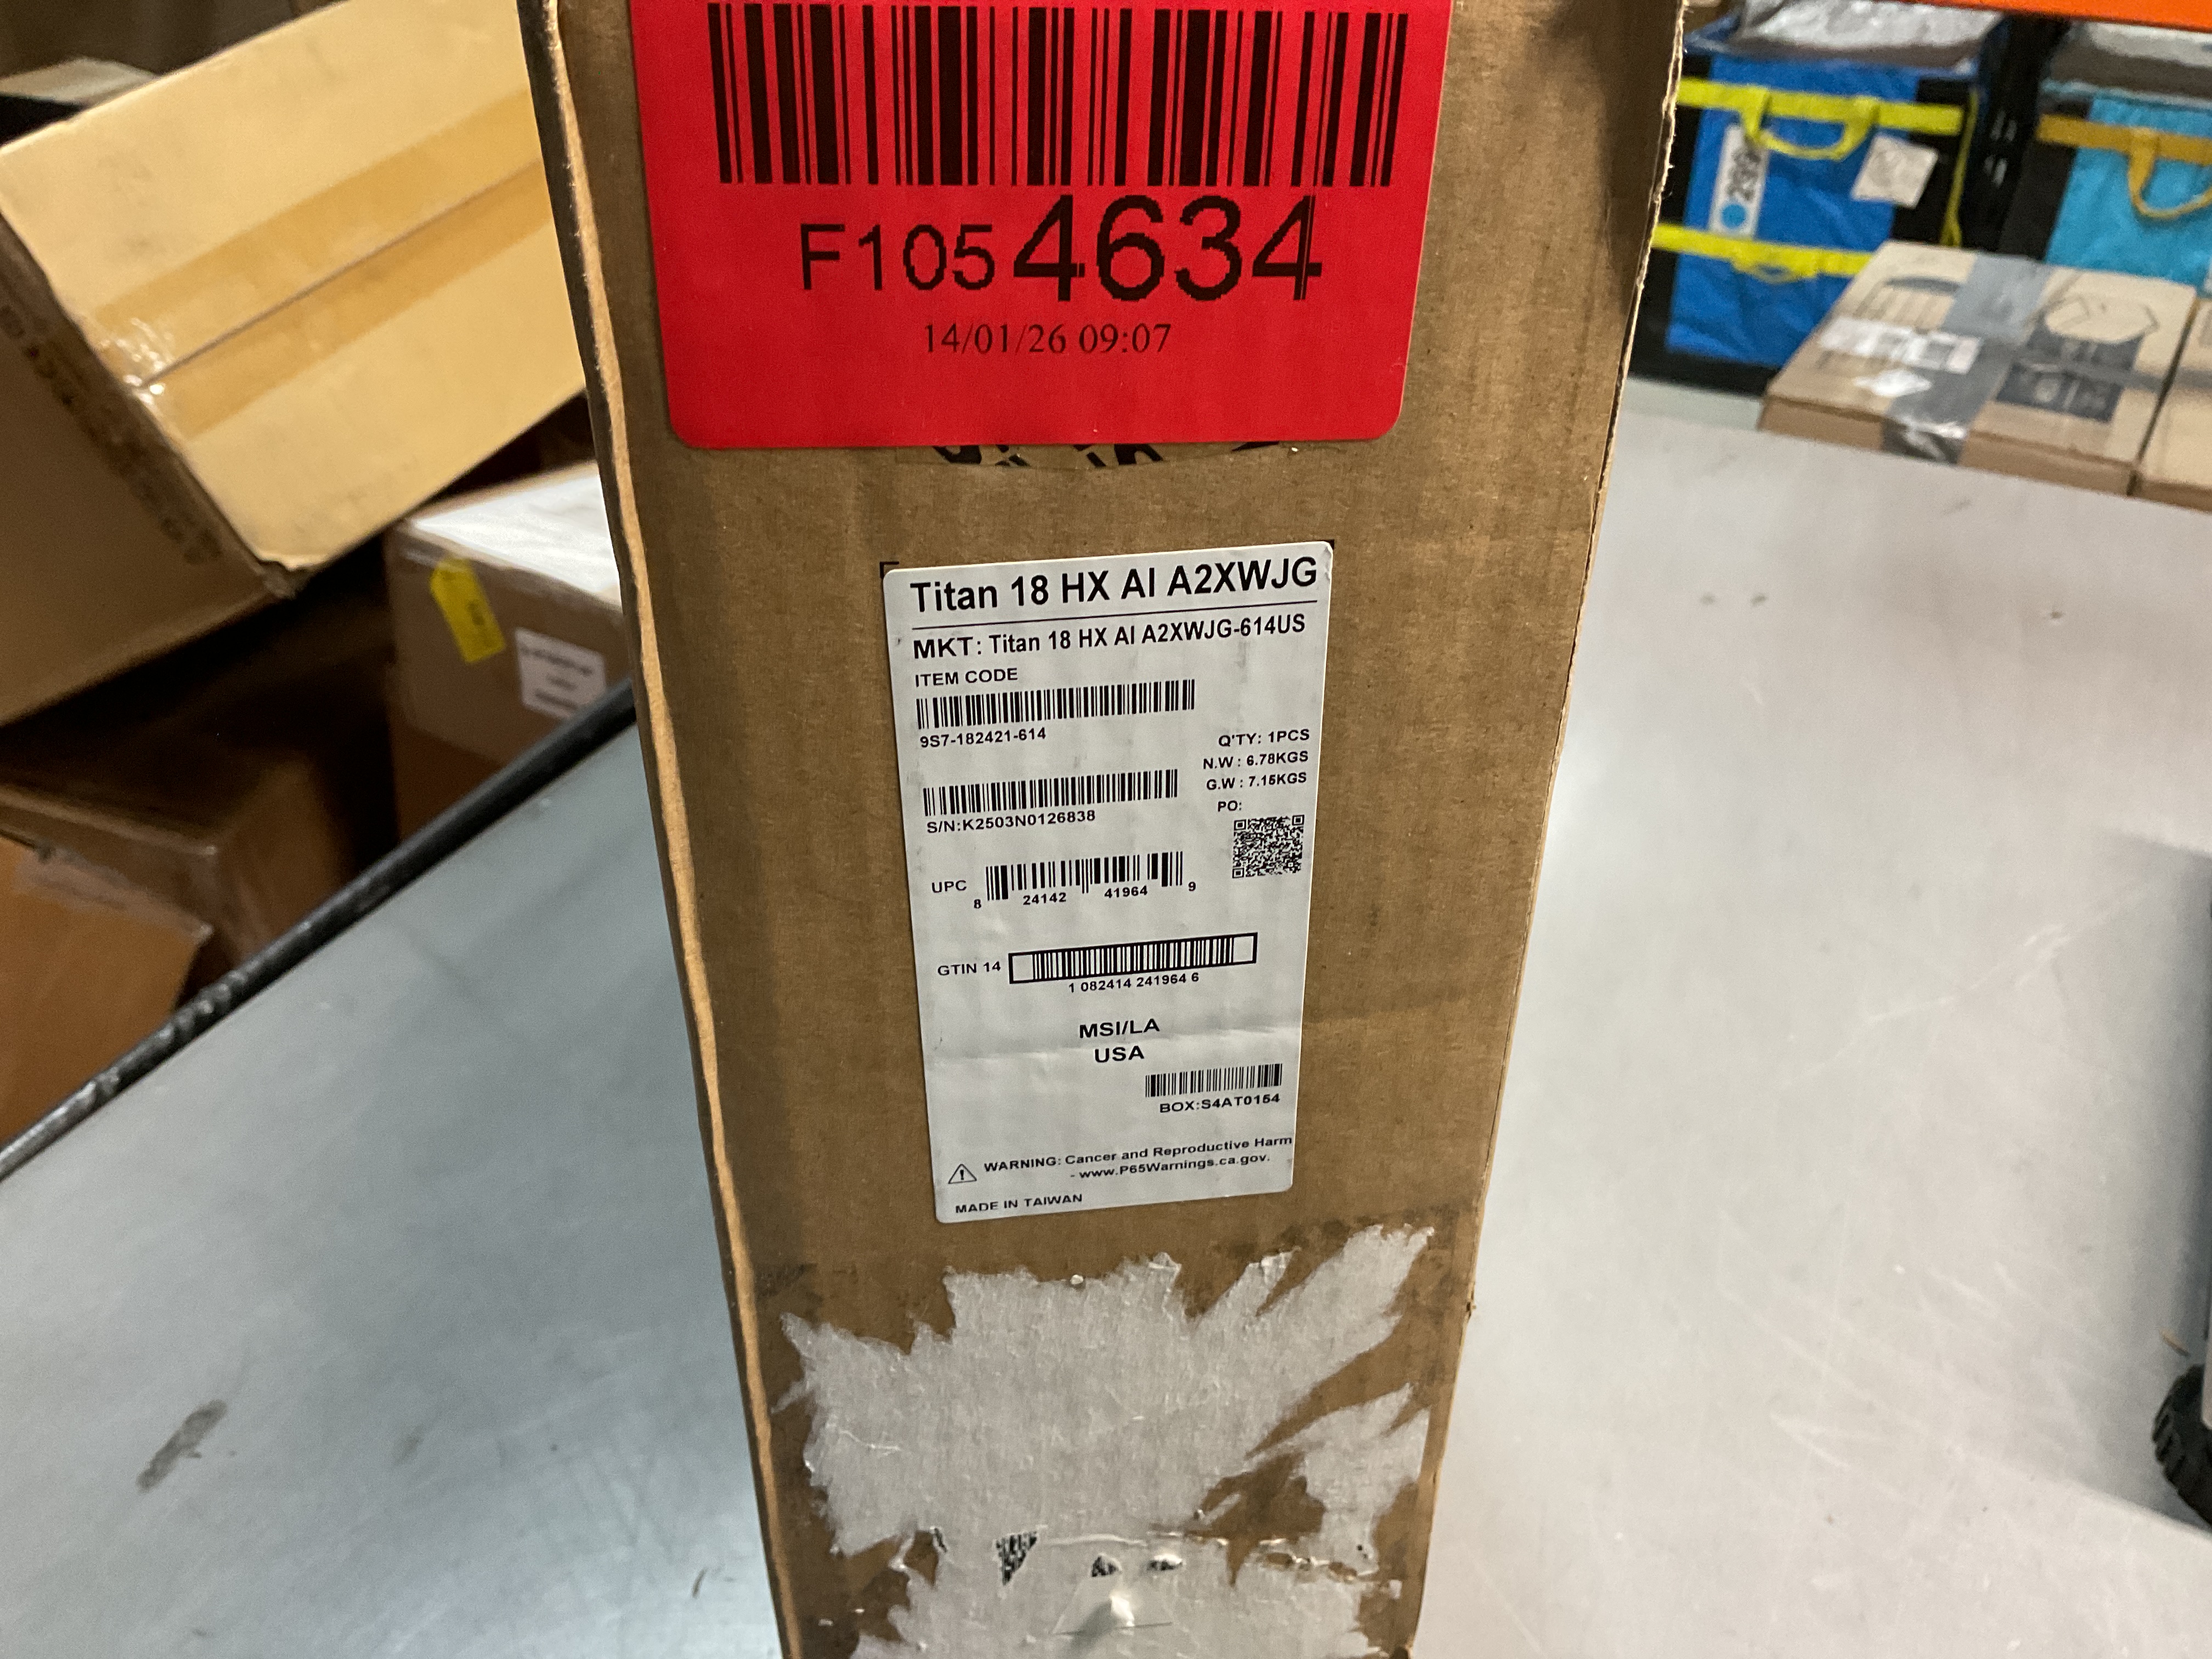 F1054634
14/01/26 09:07
Titan 18 HX AI A2XWJG
MKT: Titan 18 HX AI A2XWJG-614US
ITEM CODE
9S7-182421-614
Q'TY: 1PCS
N.W : 6.78KGS
G.W : 7.15KGS
PO:
S/N:K2503N0126838
UPC 8 24142 41964 9
GTIN 14
1 082414 241964 6
MSI/LA
USA
BOX:S4AT0154
WARNING: Cancer and Reproductive Harm
- www.P65Warnings.ca.gov.
MADE IN TAIWAN